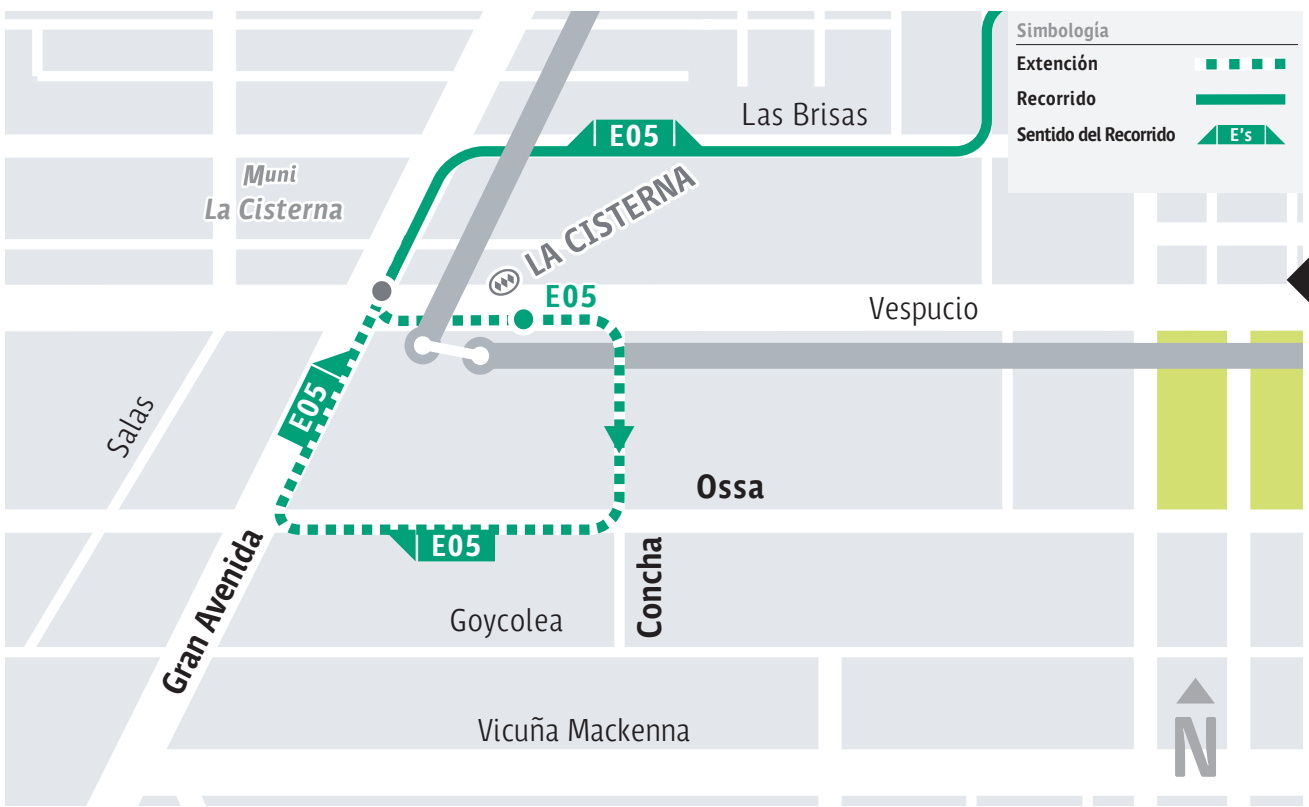 Simbología
Extención
Recorrido
Sentido del Recorrido
E's
Las Brisas
E05
Muni
La Cisterna
LA CISTERNA
E05
Vespucio
E05
Salas
Ossa
E05
Gran Avenida
Concha
Goycolea
Vicuña Mackenna
N